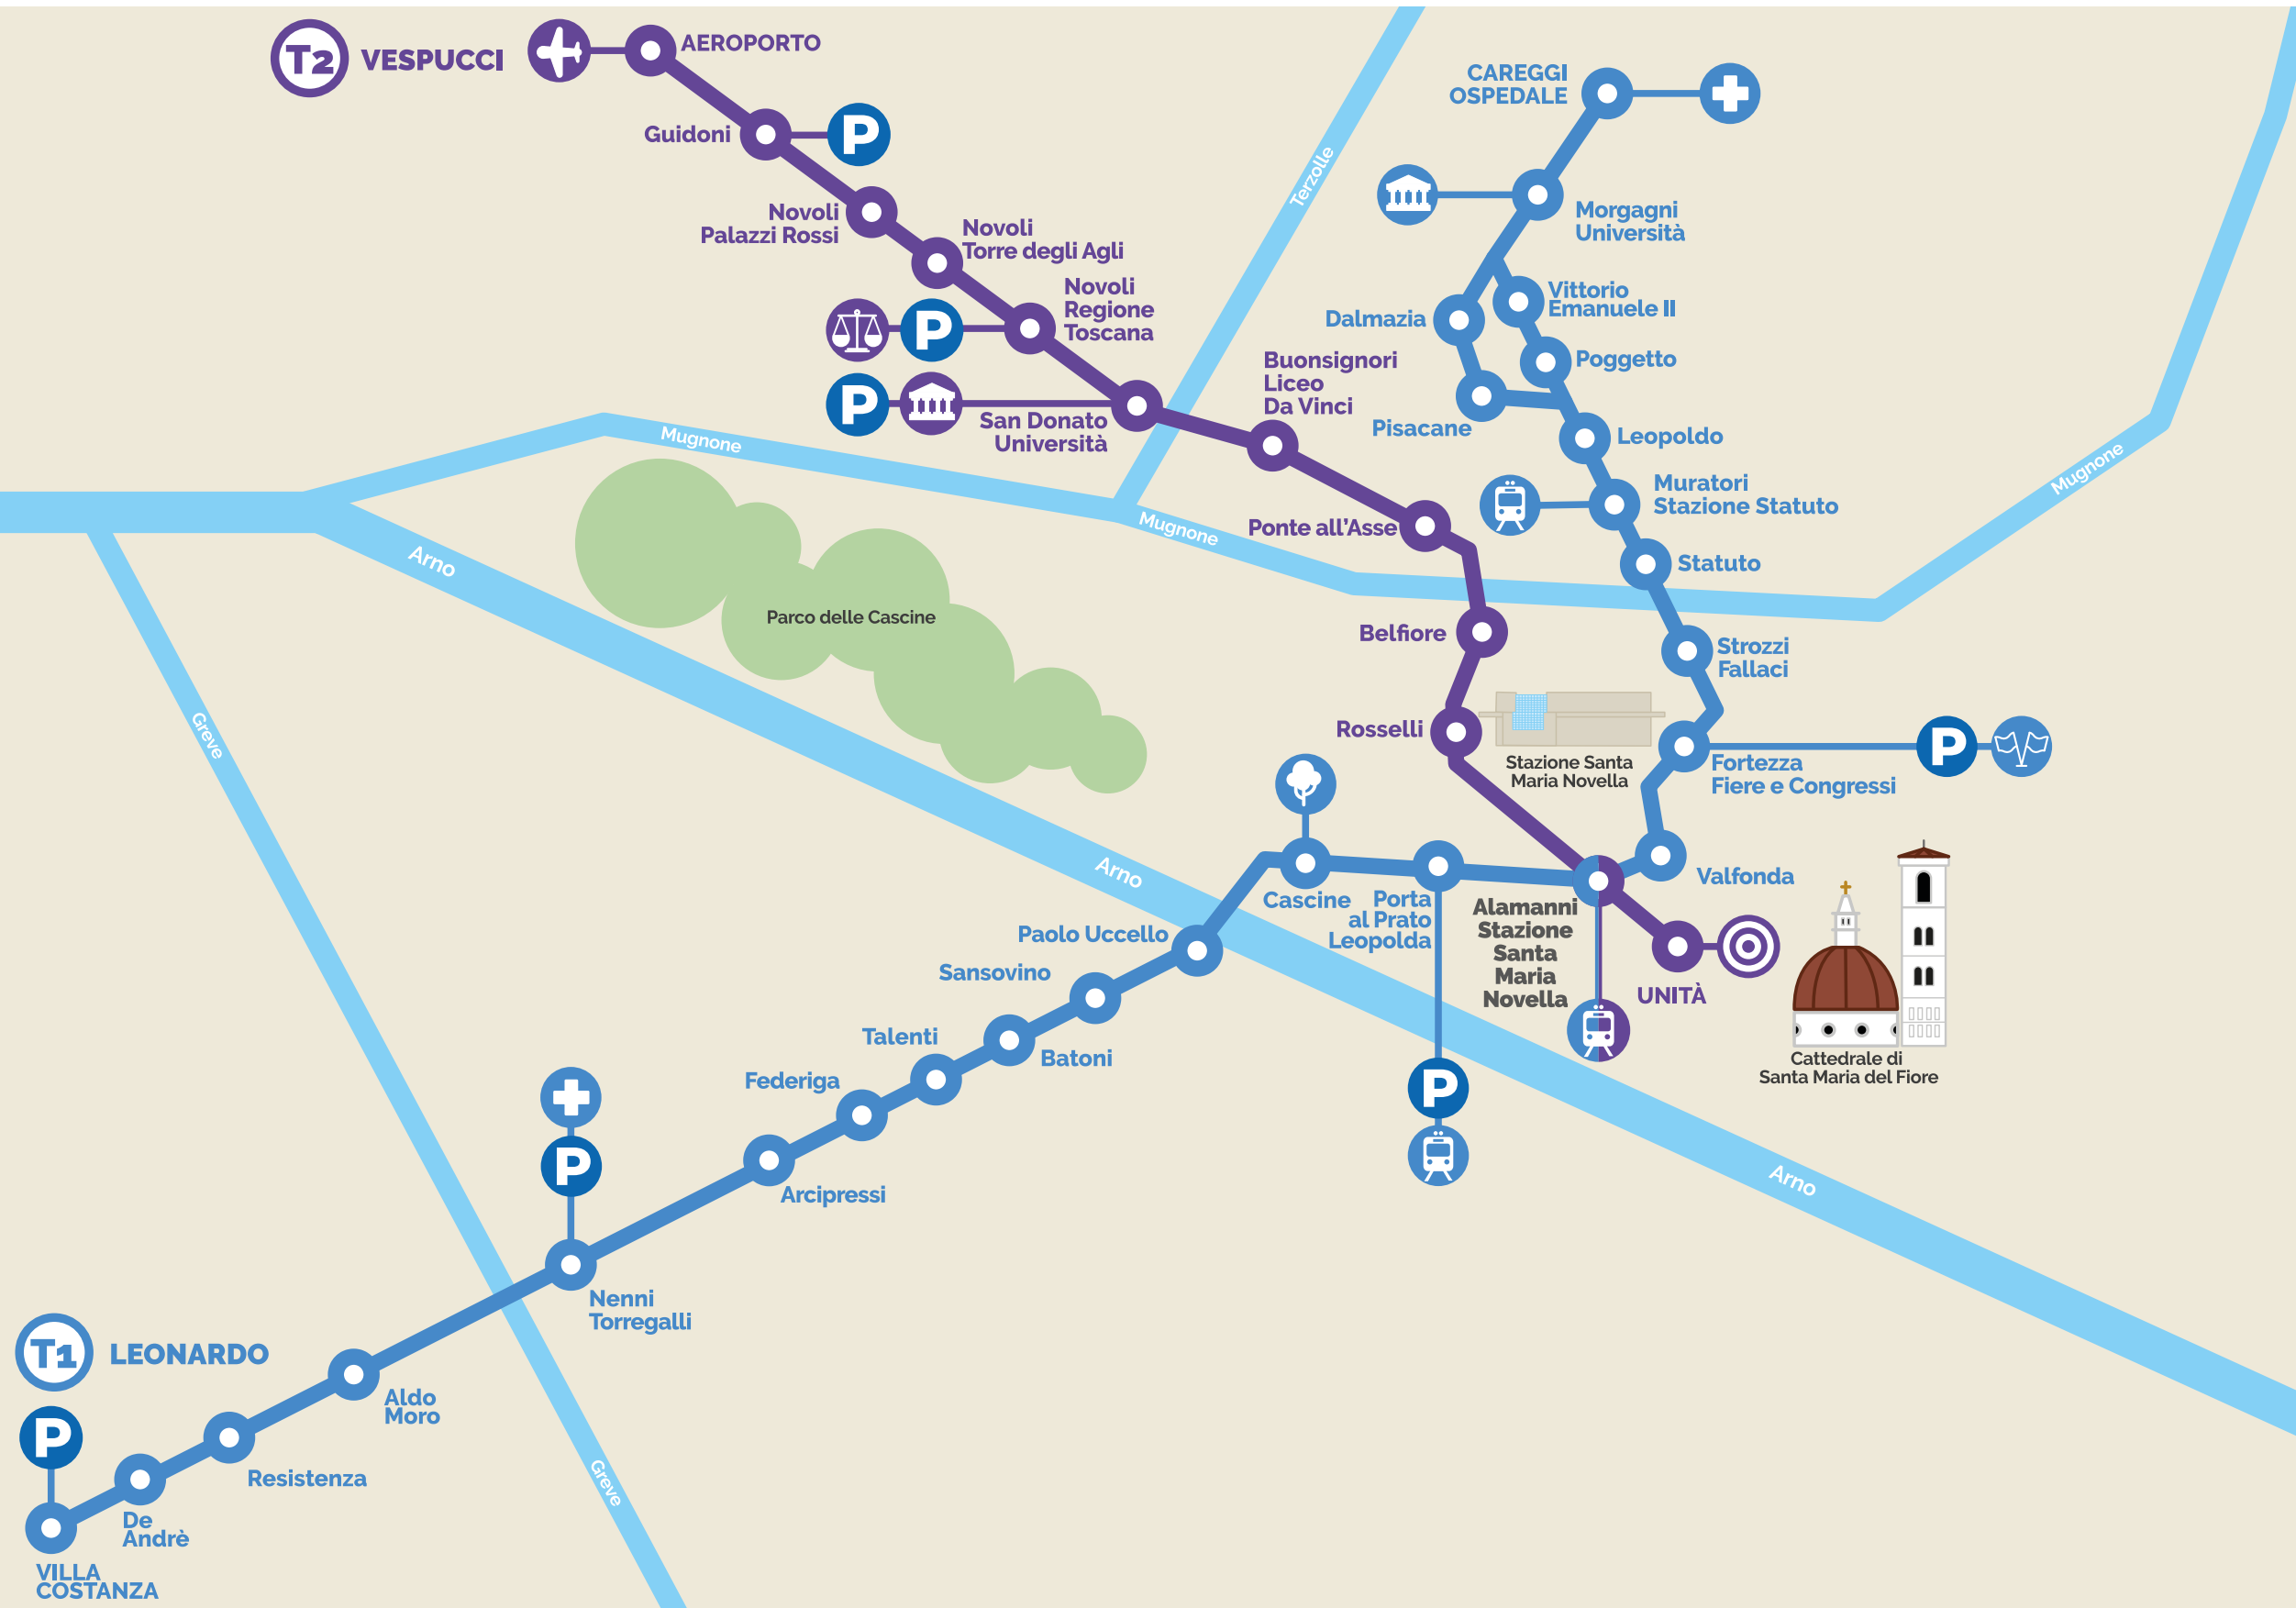 T2 VESPUCCI
AEROPORTO
Guidoni
P
Novoli
Palazzi Rossi
Novoli
Torre degli Agli
Novoli
Regione
Toscana
P
P
San Donato
Università
Buonsignori
Liceo
Da Vinci
Ponte all'Asse
Belfiore
Rosselli
Terzolle
CAREGGI
OSPEDALE
Morgagni
Università
Vittorio
Emanuele II
Dalmazia
Poggetto
Pisacane
Leopoldo
Muratori
Stazione Statuto
Statuto
Strozzi
Fallaci
Fortezza
Fiere e Congressi
P
Valfonda
Mugnone
Mugnone
Mugnone
Arno
Parco delle Cascine
Greve
Stazione Santa
Maria Novella
Arno
Cascine
Porta
al Prato
Leopolda
P
Alamanni
Stazione
Santa
Maria
Novella
UNITÀ
Cattedrale di
Santa Maria del Fiore
Arno
Paolo Uccello
Sansovino
Batoni
Talenti
Federiga
Arcipressi
P
Nenni
Torregalli
T1 LEONARDO
P
Aldo
Moro
Resistenza
De
Andrè
VILLA
COSTANZA
Greve